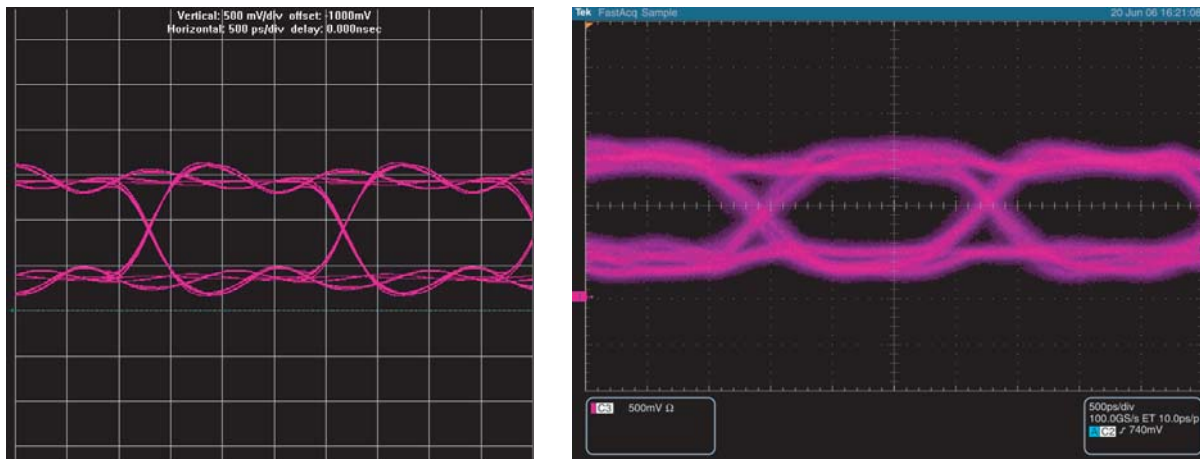 Vertical: 500 mV/div offset: -1000mV
Horizontal: 500 ps/div delay: 0.000nsec
Tek FastAcq Sample
20 Jun 06 16:21:06
C3 500mV Ω
500ps/div
100.0GS/s ET 10.0ps/p
A C2 ƒ 740mV